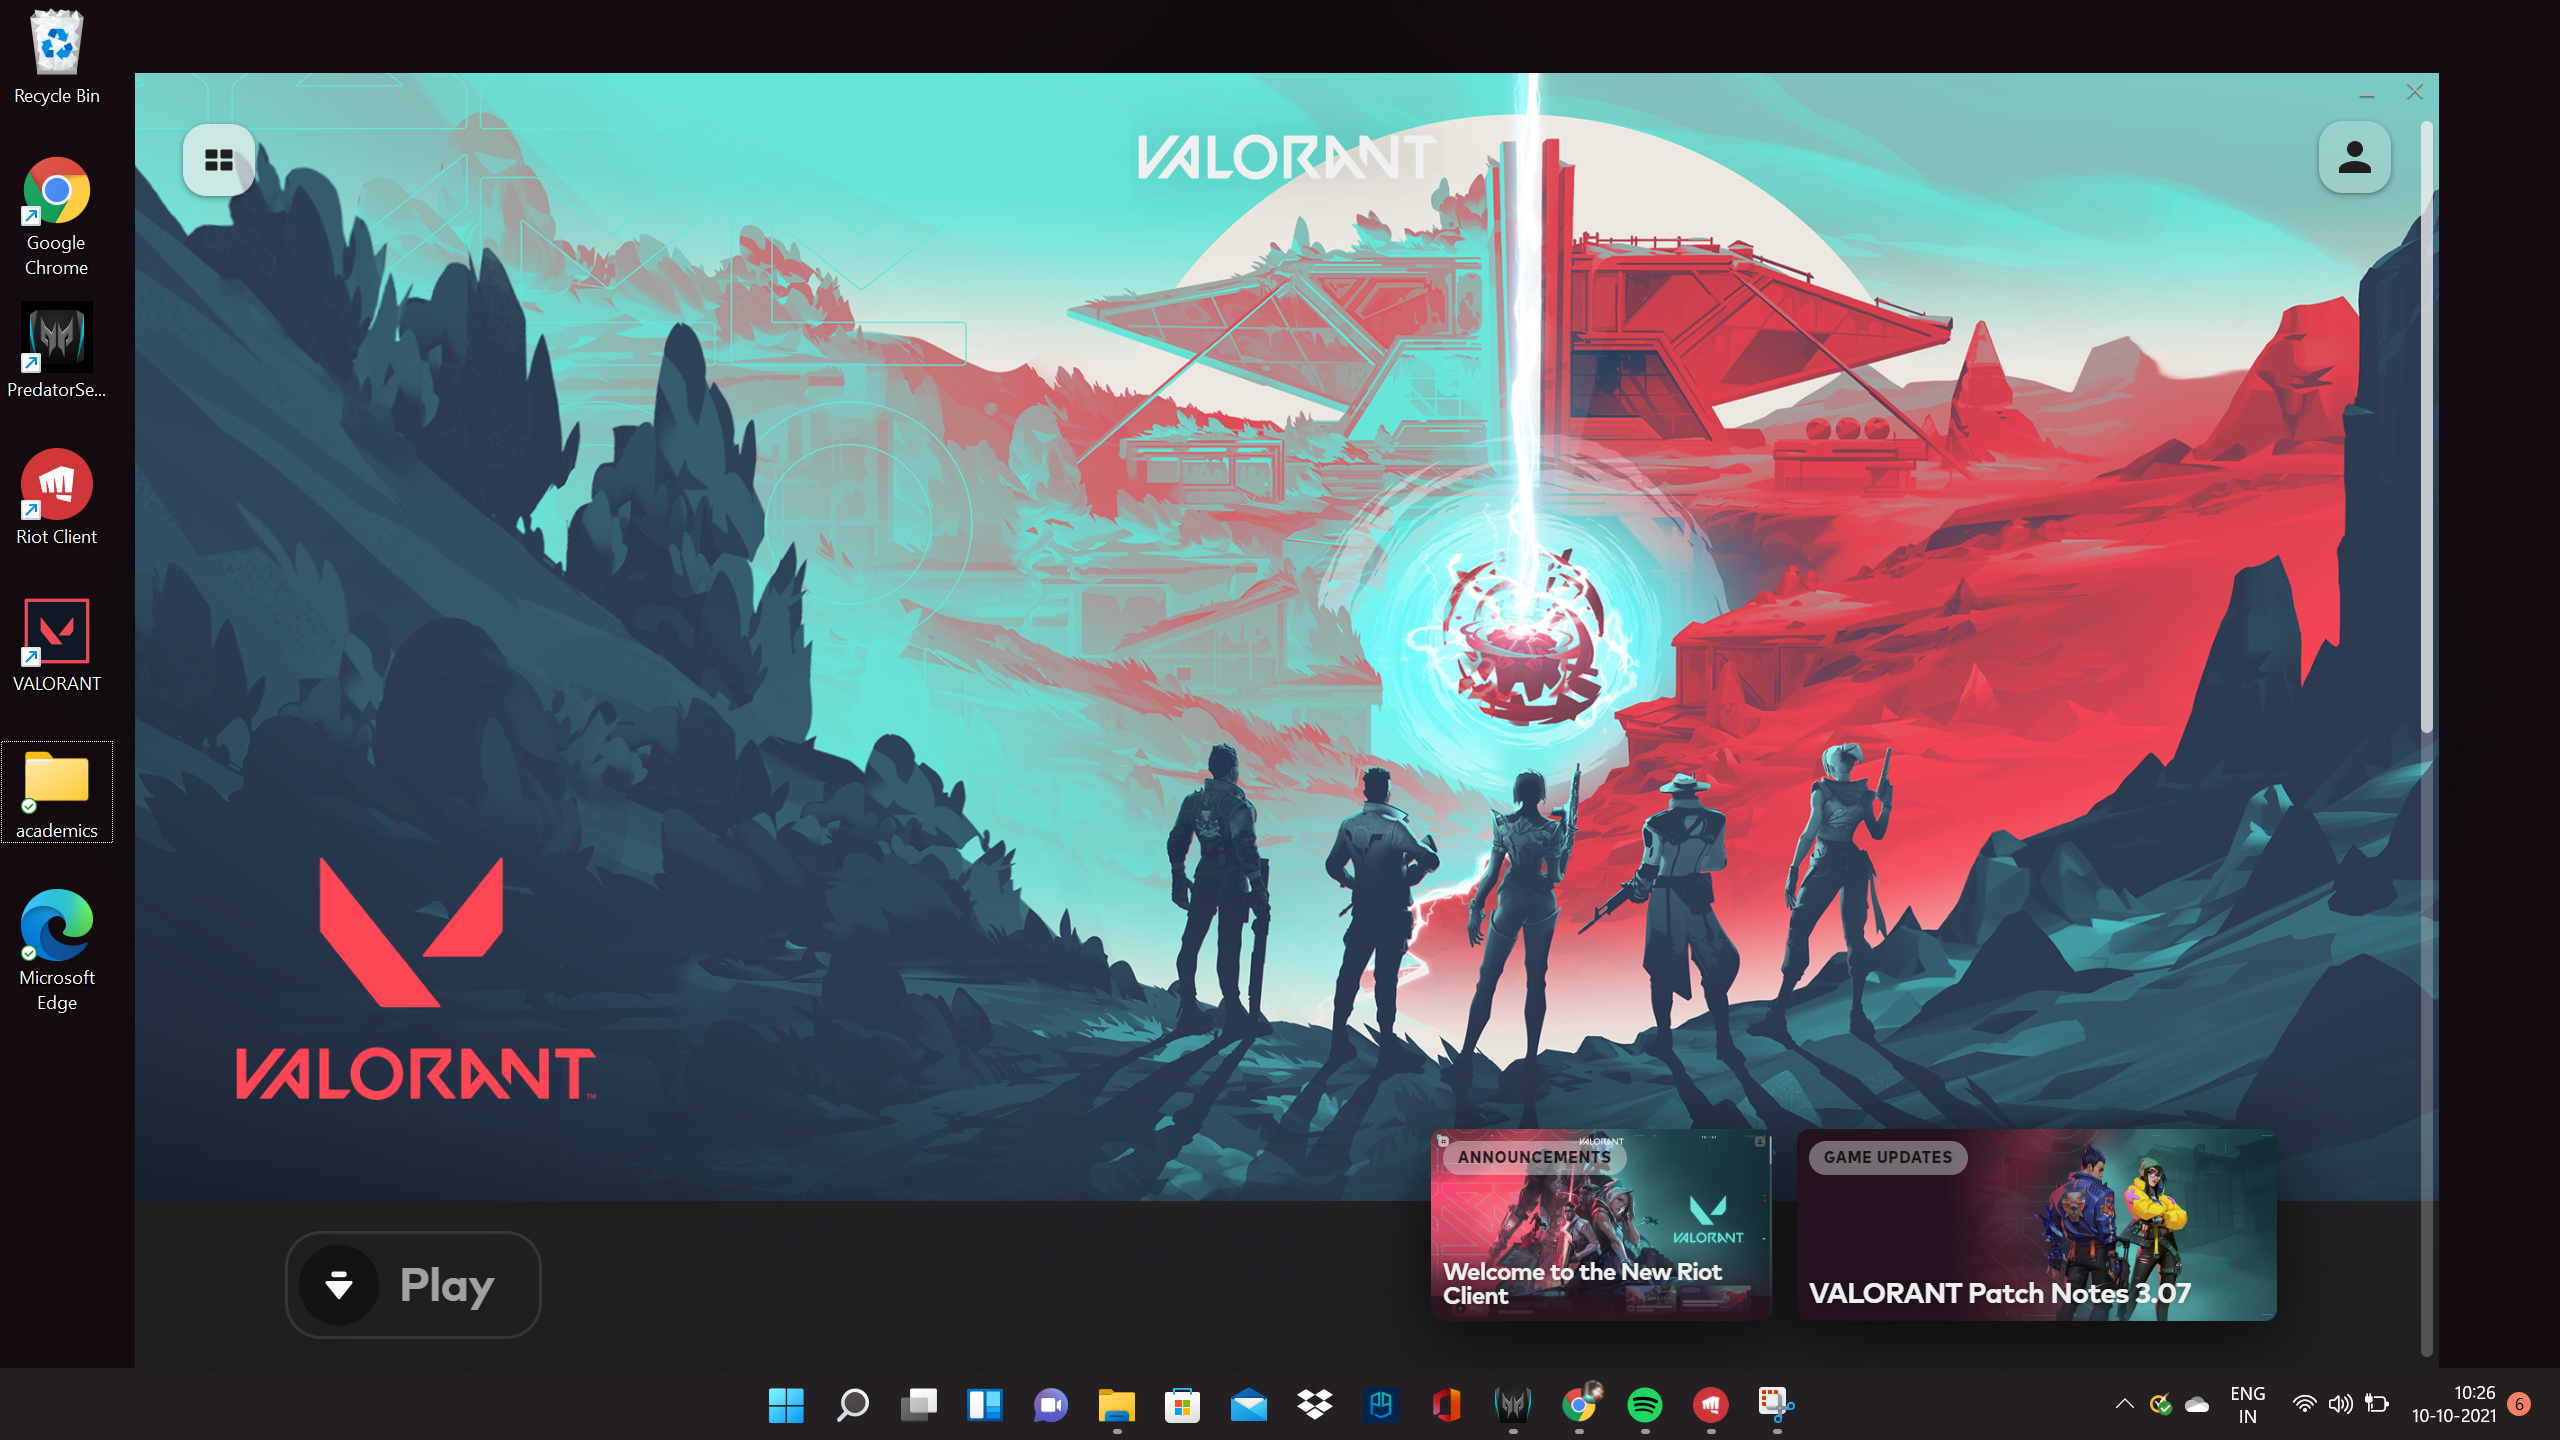 Recycle Bin
Google
Chrome
PredatorSe...
Riot Client
VALORANT
academics
Microsoft
Edge
VALORANT
VALORANT™
Play
ANNOUNCEMENTS
VALORANT
VALORANT
Welcome to the New Riot
Client
GAME UPDATES
VALORANT Patch Notes 3.07
ENG
IN
10:26
10-10-2021
6